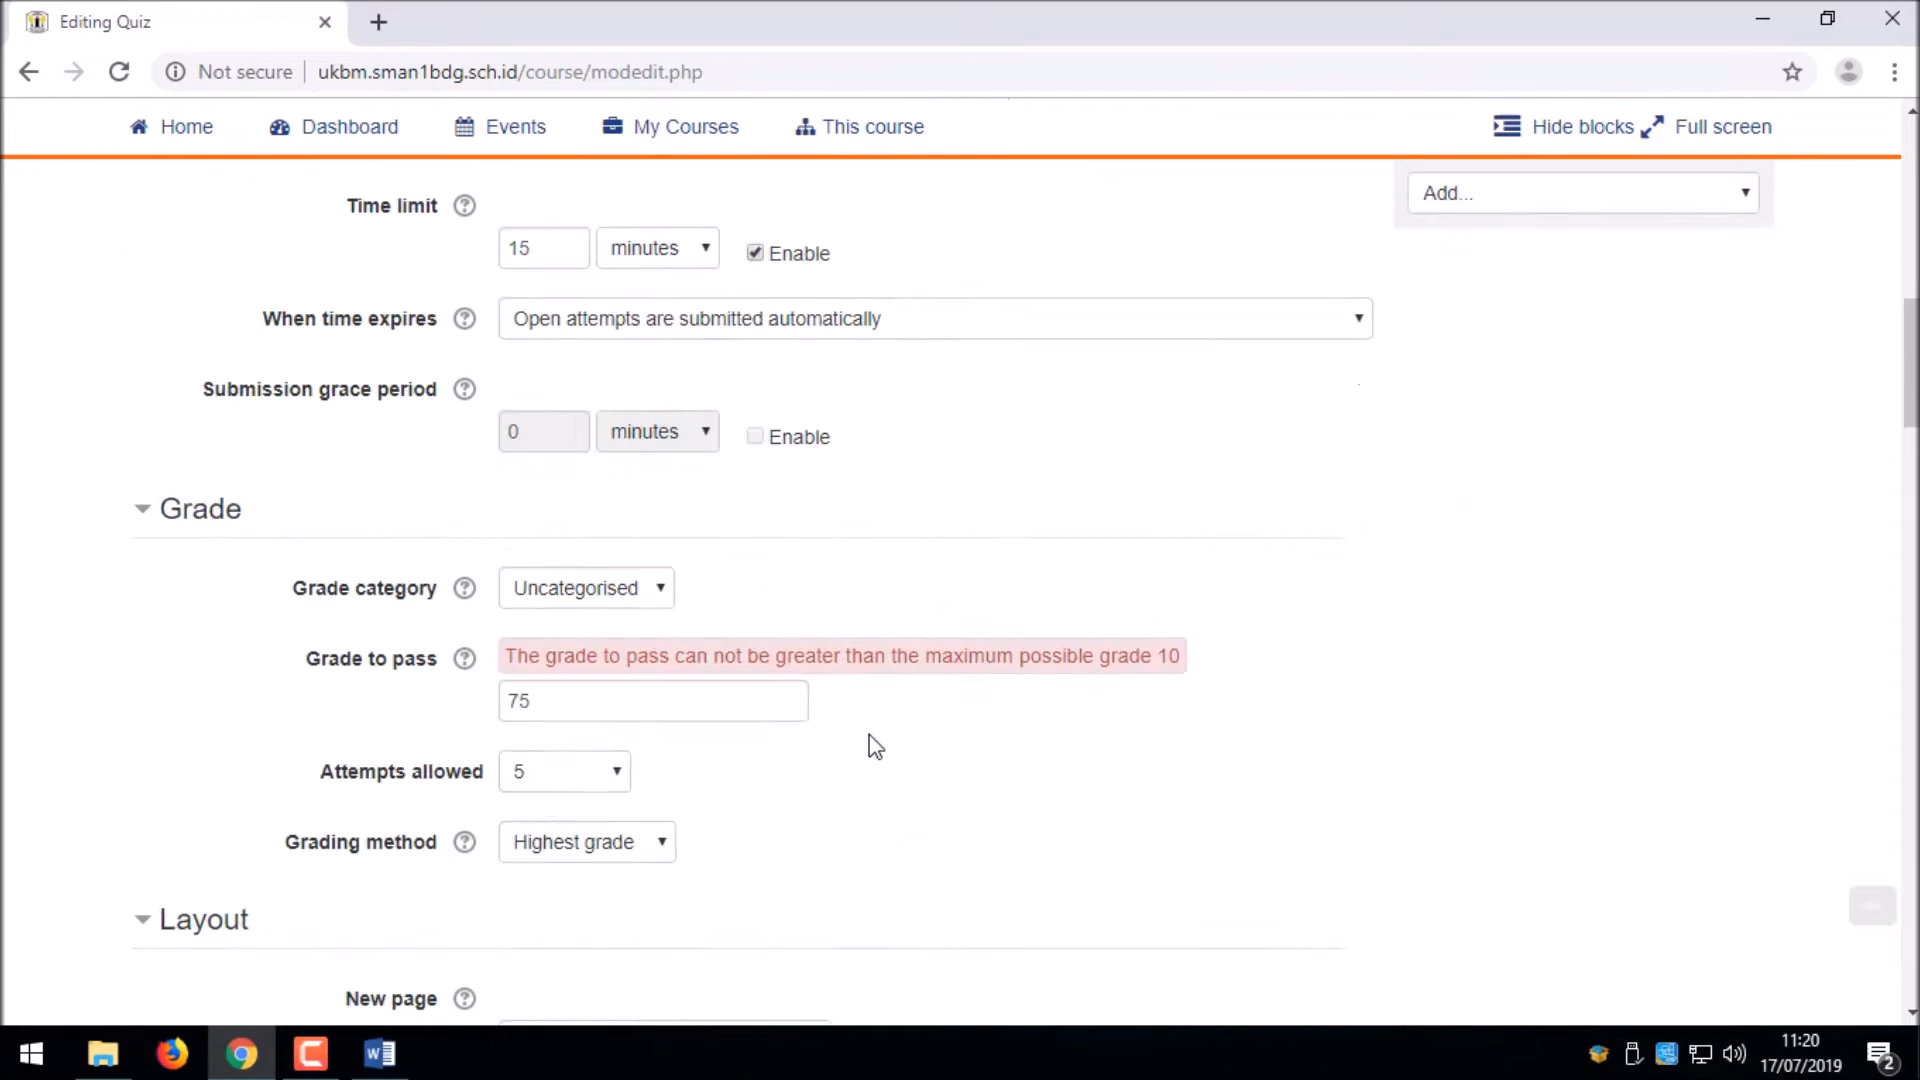 Editing Quiz
Not secure
ukbm.sman1bdg.sch.id/course/modedit.php
Home
Dashboard
Events
My Courses
This course
Hide blocks
Full screen
Add...
Time limit
15
minutes
Enable
When time expires
Open attempts are submitted automatically
Submission grace period
0
minutes
Enable
Grade
Grade category
Uncategorised
Grade to pass
The grade to pass can not be greater than the maximum possible grade 10
75
Attempts allowed
5
Grading method
Highest grade
Layout
New page
11:20
17/07/2019
2